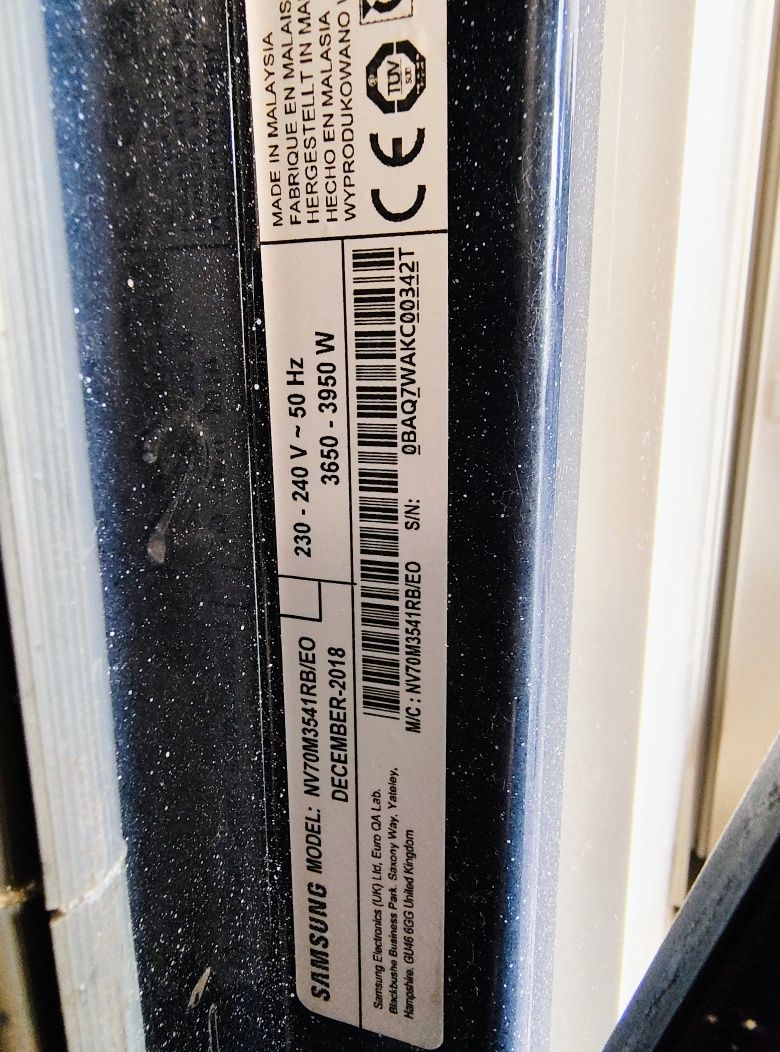 SAMSUNG MODEL: NV70M3541RB/EO
DECEMBER-2018
230 - 240 V ~ 50 Hz
3650 - 3950 W
Samsung Electronics (UK) Ltd, Euro QA Lab.
Blackbushe Business Park. Saxony Way, Yateley,
Hampshire. GU46 6GG United Kingdom
M/C : NV70M3541RB/EO S/N: 0BAQ7WAKC00342T
MADE IN MALAYSIA
FABRIQUE EN MALAIS
HERGESTELLT IN MA
HECHO EN MALASIA
WYPRODUKOWANO
CE
TUV
SUD